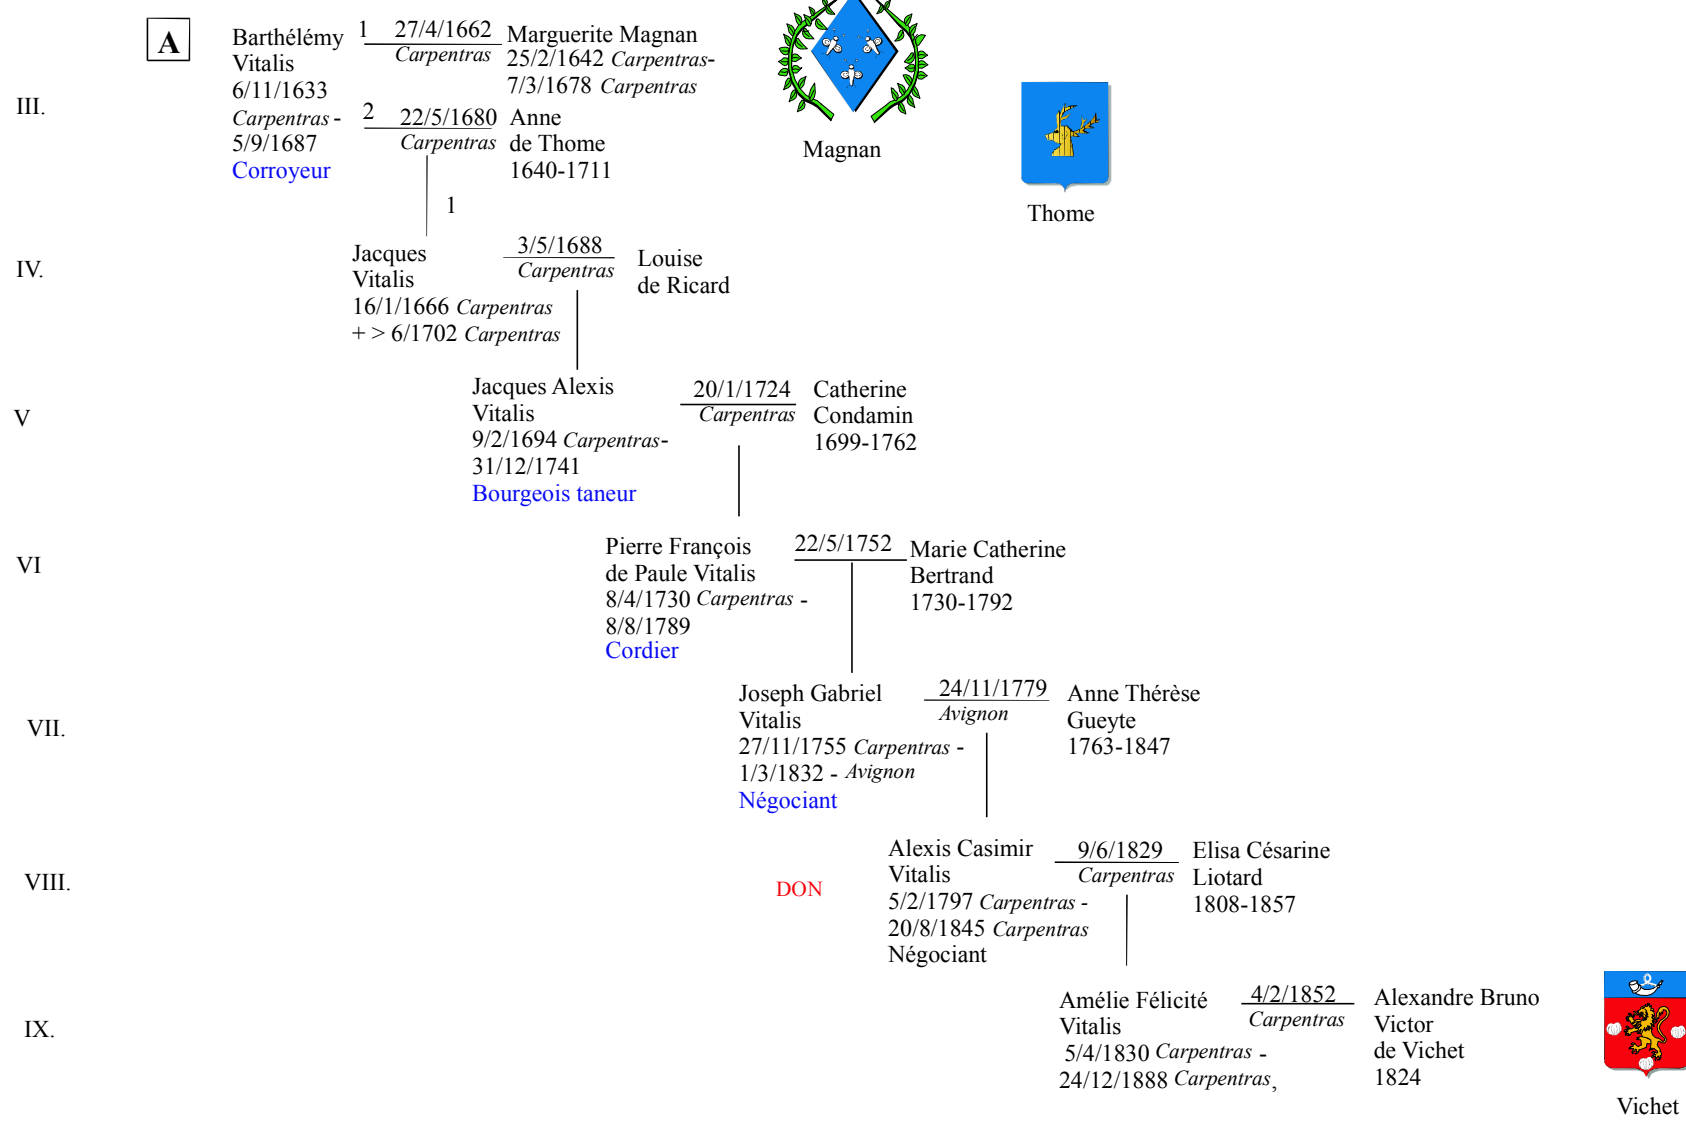 A
III.
Barthélémy
Vitalis
6/11/1633
Carpentras -
5/9/1687
Corroyeur
1 27/4/1662
Carpentras
Marguerite Magnan
25/2/1642 Carpentras-
7/3/1678 Carpentras
2 22/5/1680
Carpentras
Anne
de Thome
1640-1711
1
Magnan
Thome
IV.
Jacques
Vitalis
16/1/1666 Carpentras
+ > 6/1702 Carpentras
3/5/1688
Carpentras
Louise
de Ricard
V
Jacques Alexis
Vitalis
9/2/1694 Carpentras-
31/12/1741
Bourgeois taneur
20/1/1724
Carpentras
Catherine
Condamin
1699-1762
VI
Pierre François
de Paule Vitalis
8/4/1730 Carpentras -
8/8/1789
Cordier
22/5/1752
Marie Catherine
Bertrand
1730-1792
VII.
Joseph Gabriel
Vitalis
27/11/1755 Carpentras -
1/3/1832 - Avignon
Négociant
24/11/1779
Avignon
Anne Thérèse
Gueyte
1763-1847
VIII.
DON
Alexis Casimir
Vitalis
5/2/1797 Carpentras -
20/8/1845 Carpentras
Négociant
9/6/1829
Carpentras
Elisa Césarine
Liotard
1808-1857
IX.
Amélie Félicité
Vitalis
5/4/1830 Carpentras -
24/12/1888 Carpentras,
4/2/1852
Carpentras
Alexandre Bruno
Victor
de Vichet
1824
Vichet